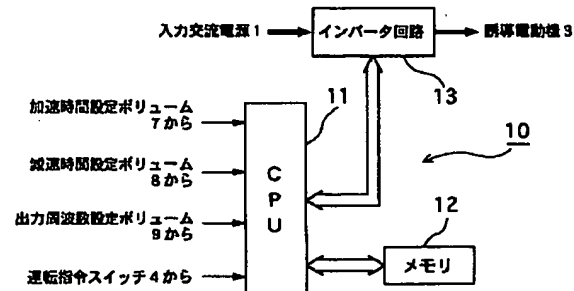 入力交流電源1
インバータ回路
誘導電動機3
13
加速時間設定ボリューム
7から
11
10
減速時間設定ボリューム
8から
CPU
出力周波数設定ボリューム
9から
12
メモリ
運転指令スイッチ4から